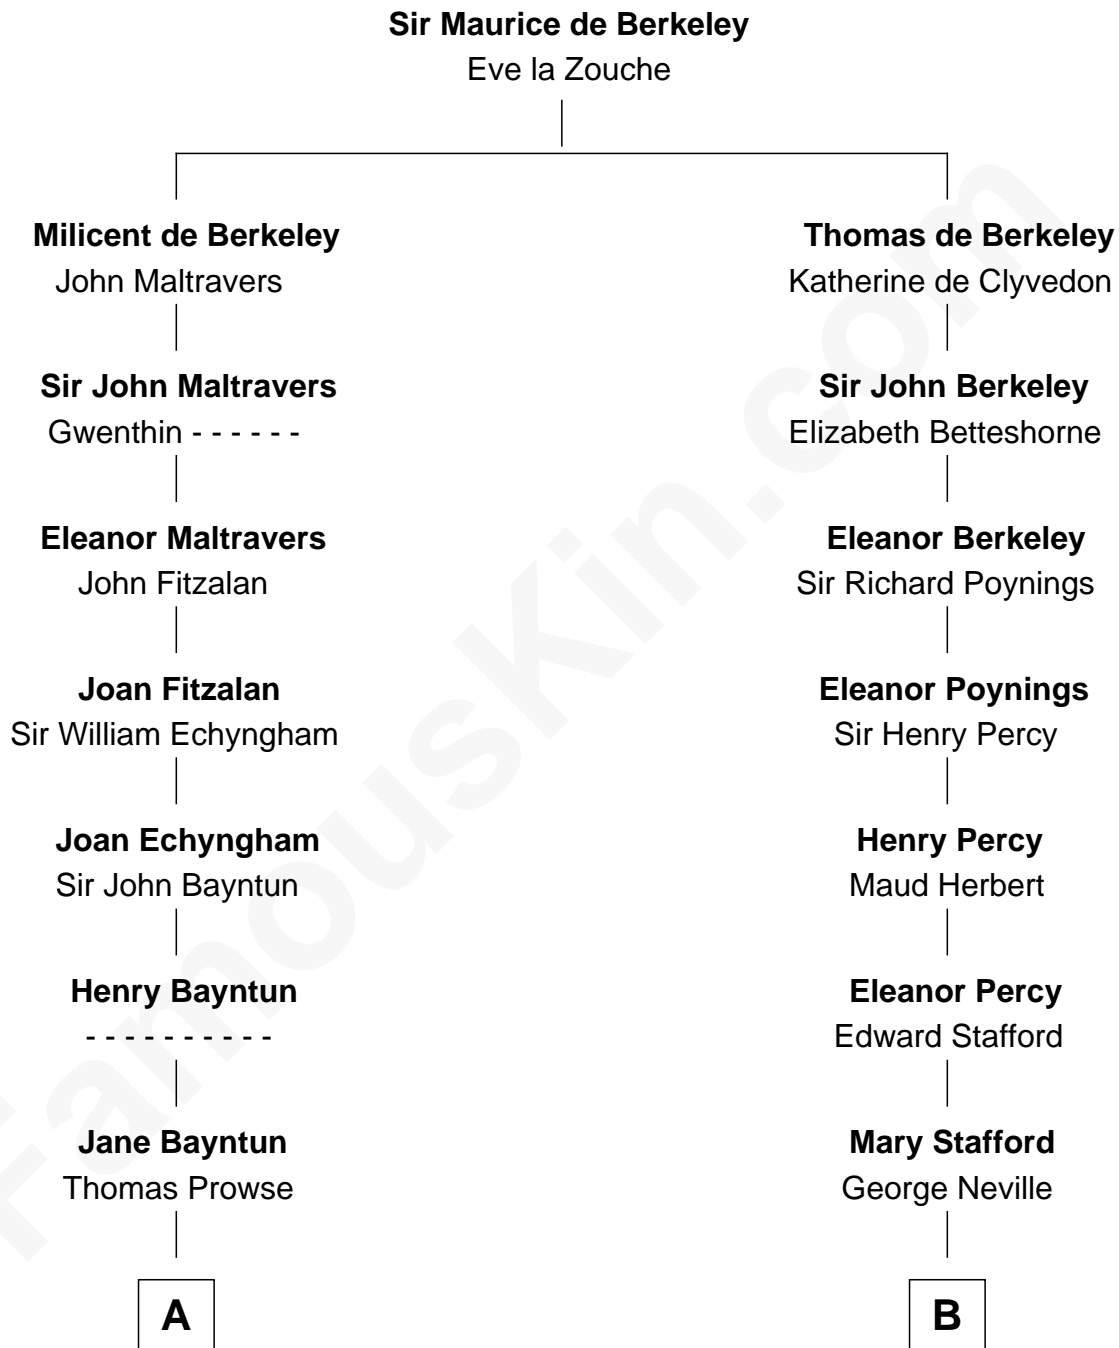 Sir Maurice de Berkeley
Eve la Zouche
Milicent de Berkeley
John Maltravers
Thomas de Berkeley
Katherine de Clyvedon
Sir John Maltravers
Gwenthin - - - - - -
Sir John Berkeley
Elizabeth Betteshorne
Eleanor Maltravers
John Fitzalan
Eleanor Berkeley
Sir Richard Poynings
Joan Fitzalan
Sir William Echyngham
Eleanor Poynings
Sir Henry Percy
Joan Echyngham
Sir John Bayntun
Henry Percy
Maud Herbert
Henry Bayntun
- - - - - - - - - -
Eleanor Percy
Edward Stafford
Jane Bayntun
Thomas Prowse
Mary Stafford
George Neville
A
B
FamousKin.com